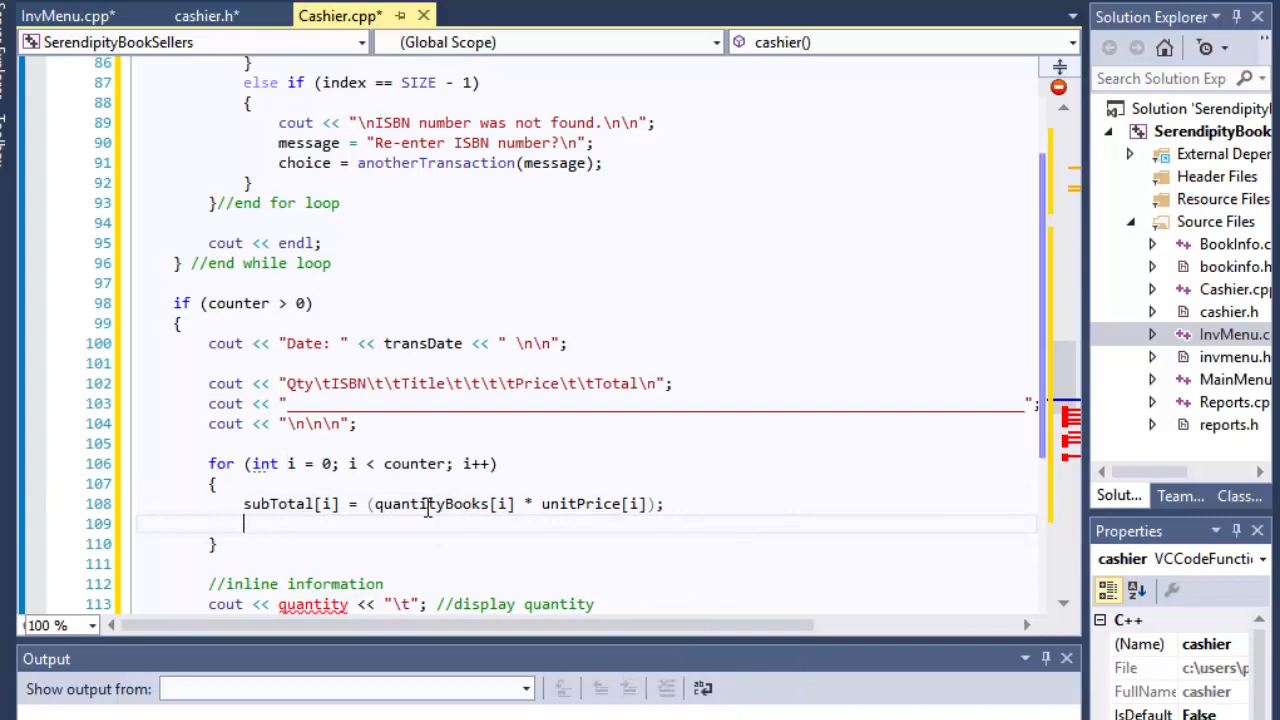 InvMenu.cpp* cashier.h* Cashier.cpp*
SerendipityBookSellers (Global Scope) cashier()
86 }
87 else if (index == SIZE - 1)
88 {
89 cout << "\nISBN number was not found.\n\n";
90 message = "Re-enter ISBN number?\n";
91 choice = anotherTransaction(message);
92 }
93 }//end for loop
94
95 cout << endl;
96 } //end while loop
97
98 if (counter > 0)
99 {
100 cout << "Date: " << transDate << " \n\n";
101
102 cout << "Qty\tISBN\t\tTitle\t\t\t\tPrice\t\tTotal\n";
103 cout << "_____________________________________________________________________________________";
104 cout << "\n\n\n";
105
106 for (int i = 0; i < counter; i++)
107 {
108 subTotal[i] = (quantityBooks[i] * unitPrice[i]);
109
110 }
111
112 //inline information
113 cout << quantity << "\t"; //display quantity
100 %
Output
Show output from:
Solution Explorer
Search Solution Exp
Solution 'SerendipityI
SerendipityBook
External Depe
Header Files
Resource Files
Source Files
BookInfo.c
bookinfo.h
Cashier.cpp
cashier.h
InvMenu.c
invmenu.h
MainMenu
Reports.cp
reports.h
Solut... Team... Class...
Properties
cashier VCCodeFuncti
C++
(Name) cashier
File c:\users\p
FullName cashier
IsDefault False